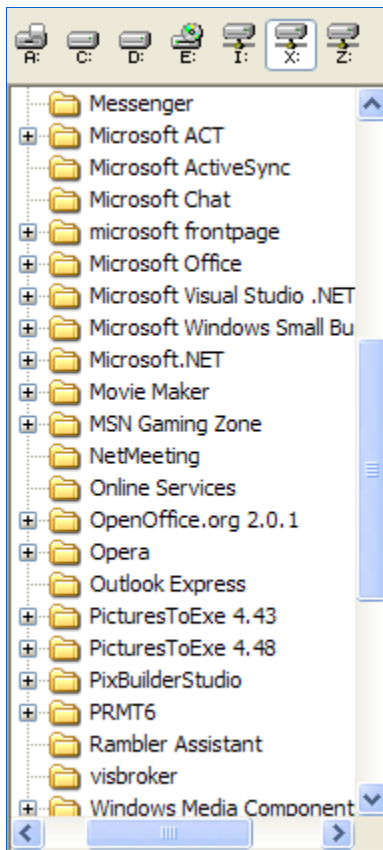 A: C: D: E: I: X: Z:
Messenger
Microsoft ACT
Microsoft ActiveSync
Microsoft Chat
microsoft frontpage
Microsoft Office
Microsoft Visual Studio .NET
Microsoft Windows Small Bu
Microsoft.NET
Movie Maker
MSN Gaming Zone
NetMeeting
Online Services
OpenOffice.org 2.0.1
Opera
Outlook Express
PicturesToExe 4.43
PicturesToExe 4.48
PixBuilderStudio
PRMT6
Rambler Assistant
visbroker
Windows Media Component